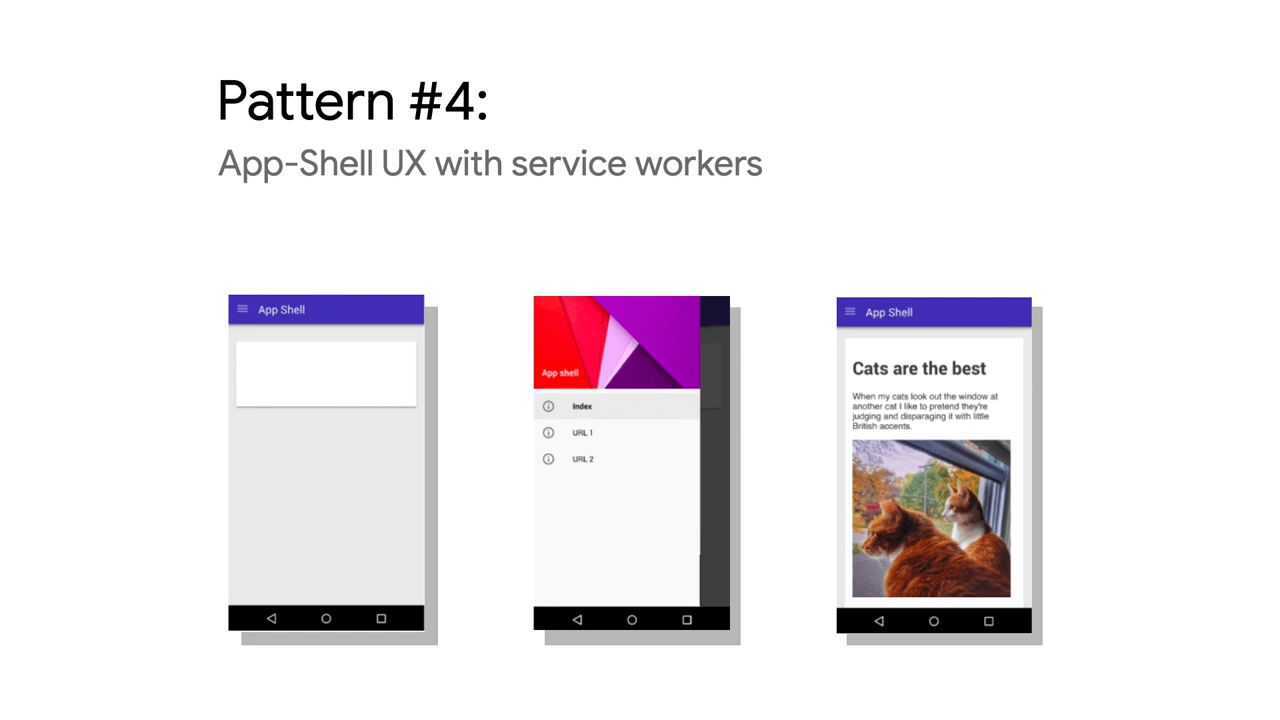 Pattern #4:
App-Shell UX with service workers
App Shell
App shell
Index
URL 1
URL 2
App Shell
Cats are the best
When my cats look out the window at
another cat I like to pretend they're
judging and disparaging it with little
British accents.